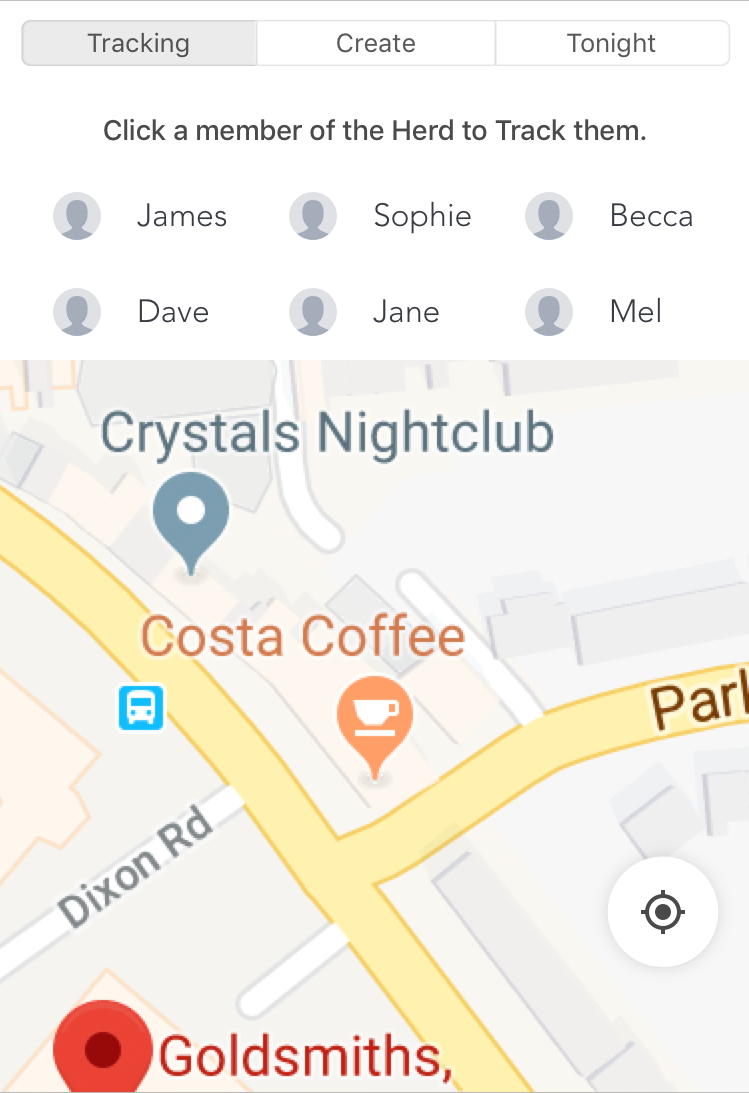 Tracking Create Tonight
Click a member of the Herd to Track them.
James Sophie Becca
Dave Jane Mel
Crystals Nightclub
Costa Coffee
Park
Dixon Rd
Goldsmiths,